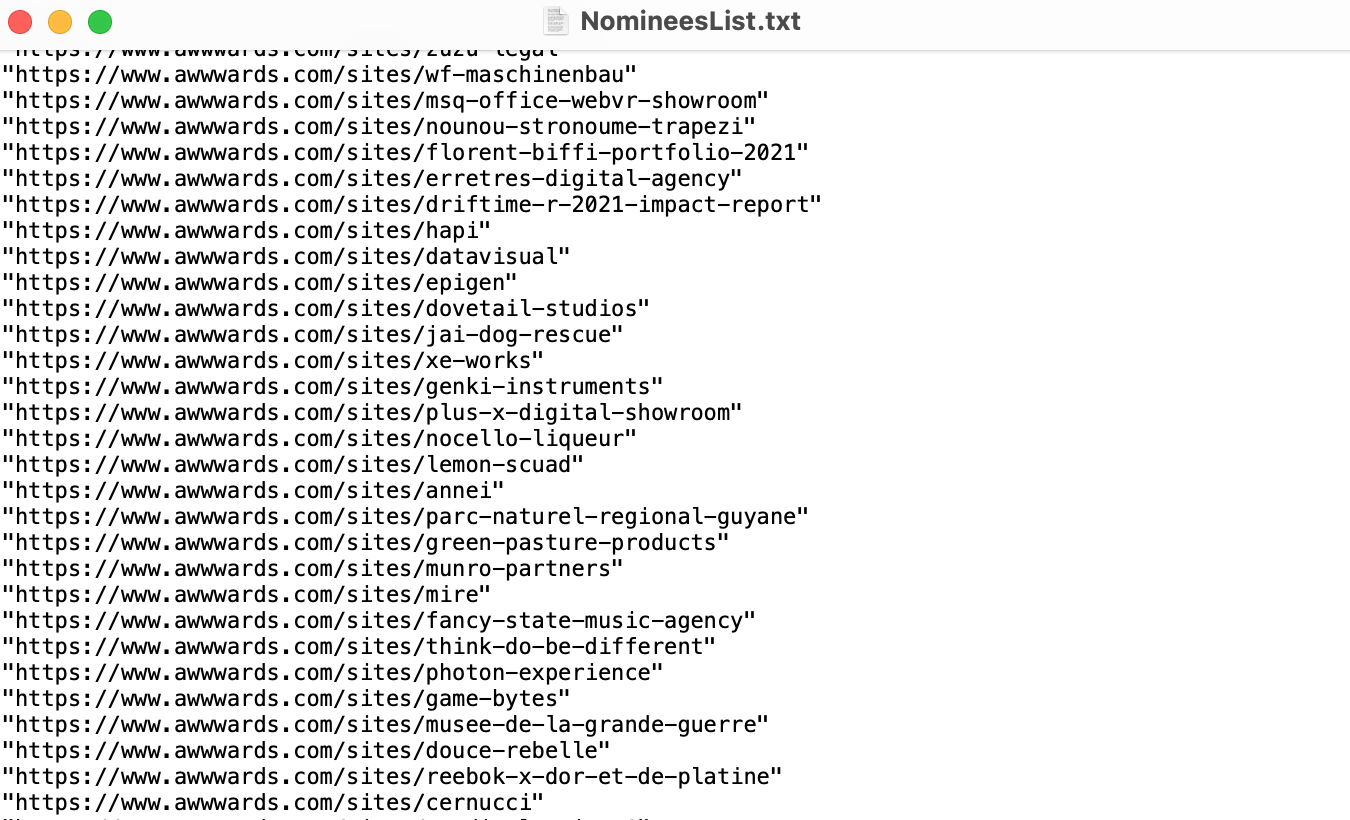 NomineesList.txt
"https://www.awwwards.com/sites/zuzu-legal"
"https://www.awwwards.com/sites/wf-maschinenbau"
"https://www.awwwards.com/sites/msq-office-webvr-showroom"
"https://www.awwwards.com/sites/nounou-stronoume-trapezi"
"https://www.awwwards.com/sites/florent-biffi-portfolio-2021"
"https://www.awwwards.com/sites/erretres-digital-agency"
"https://www.awwwards.com/sites/driftime-r-2021-impact-report"
"https://www.awwwards.com/sites/hapi"
"https://www.awwwards.com/sites/datavisual"
"https://www.awwwards.com/sites/epigen"
"https://www.awwwards.com/sites/dovetail-studios"
"https://www.awwwards.com/sites/jai-dog-rescue"
"https://www.awwwards.com/sites/xe-works"
"https://www.awwwards.com/sites/genki-instruments"
"https://www.awwwards.com/sites/plus-x-digital-showroom"
"https://www.awwwards.com/sites/nocello-liqueur"
"https://www.awwwards.com/sites/lemon-scuad"
"https://www.awwwards.com/sites/annei"
"https://www.awwwards.com/sites/parc-naturel-regional-guyane"
"https://www.awwwards.com/sites/green-pasture-products"
"https://www.awwwards.com/sites/munro-partners"
"https://www.awwwards.com/sites/mire"
"https://www.awwwards.com/sites/fancy-state-music-agency"
"https://www.awwwards.com/sites/think-do-be-different"
"https://www.awwwards.com/sites/photon-experience"
"https://www.awwwards.com/sites/game-bytes"
"https://www.awwwards.com/sites/musee-de-la-grande-guerre"
"https://www.awwwards.com/sites/douce-rebelle"
"https://www.awwwards.com/sites/reebok-x-dor-et-de-platine"
"https://www.awwwards.com/sites/cernucci"